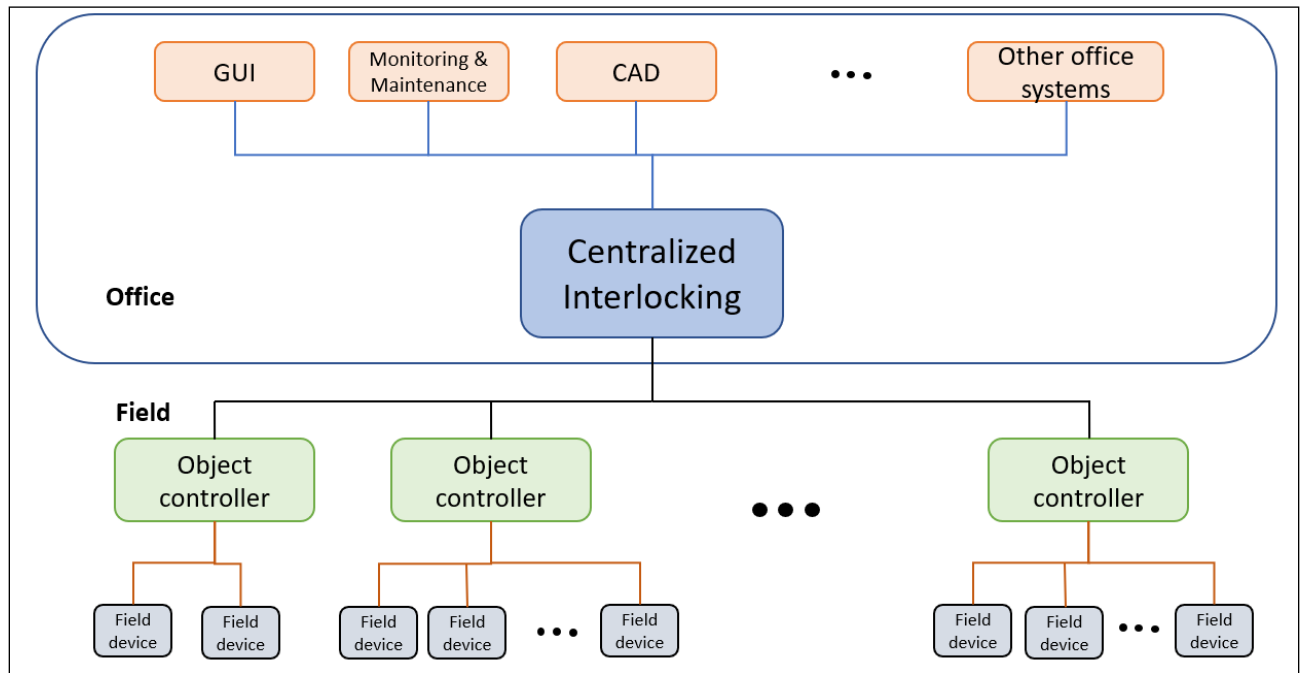 GUI
Monitoring &
Maintenance
CAD
...
Other office
systems
Centralized
Interlocking
Office
Field
Object
controller
Object
controller
...
Object
controller
Field
device
Field
device
Field
device
Field
device
...
Field
device
Field
device
Field
device
...
Field
device